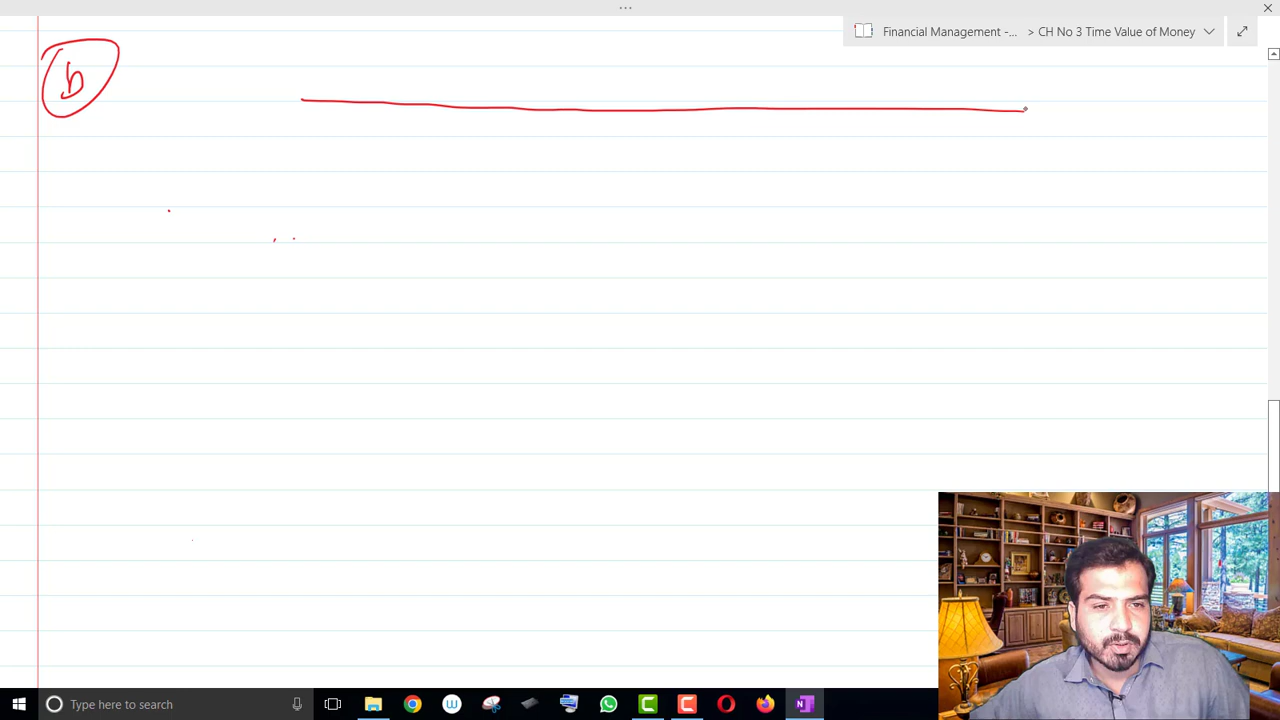 Financial Management -... > CH No 3 Time Value of Money
b
Type here to search